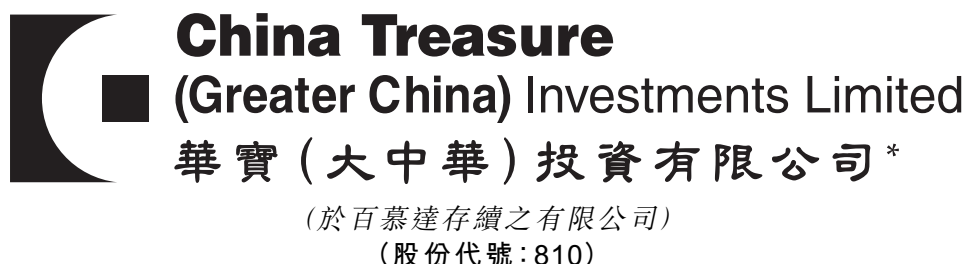 China Treasure
(Greater China) Investments Limited
華寶(大中華)投資有限公司*
(於百慕達存續之有限公司)
(股份代號:810)